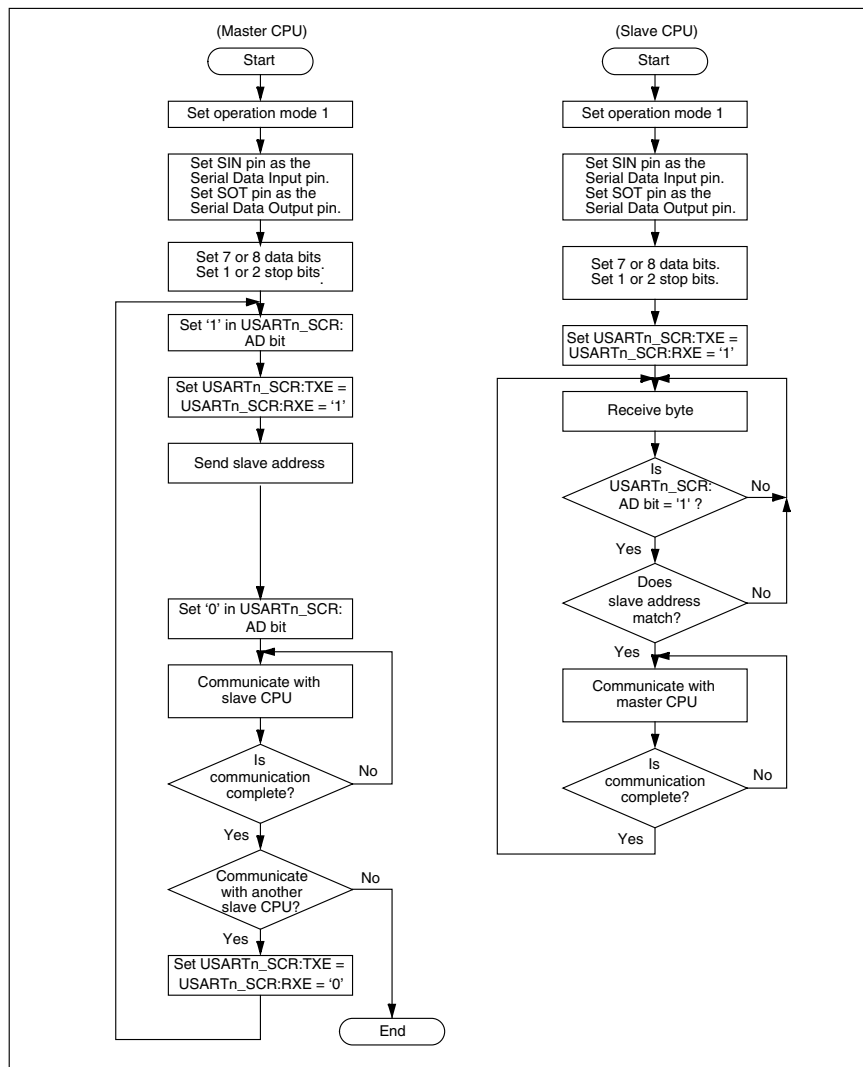 (Master CPU)
Start
Set operation mode 1
Set SIN pin as the
Serial Data Input pin.
Set SOT pin as the
Serial Data Output pin.
Set 7 or 8 data bits
Set 1 or 2 stop bits.
Set ‘1’ in USARTn_SCR:
AD bit
Set USARTn_SCR:TXE =
USARTn_SCR:RXE = ‘1’
Send slave address
Set ‘0’ in USARTn_SCR:
AD bit
Communicate with
slave CPU
Is
communication
complete?
No
Yes
Communicate
with another
slave CPU?
No
Yes
Set USARTn_SCR:TXE =
USARTn_SCR:RXE = ‘0’
End
(Slave CPU)
Start
Set operation mode 1
Set SIN pin as the
Serial Data Input pin.
Set SOT pin as the
Serial Data Output pin.
Set 7 or 8 data bits.
Set 1 or 2 stop bits.
Set USARTn_SCR:TXE =
USARTn_SCR:RXE = ‘1’
Receive byte
Is
USARTn_SCR:
AD bit = '1' ?
No
Yes
Does
slave address
match?
No
Yes
Communicate with
master CPU
Is
communication
complete?
No
Yes